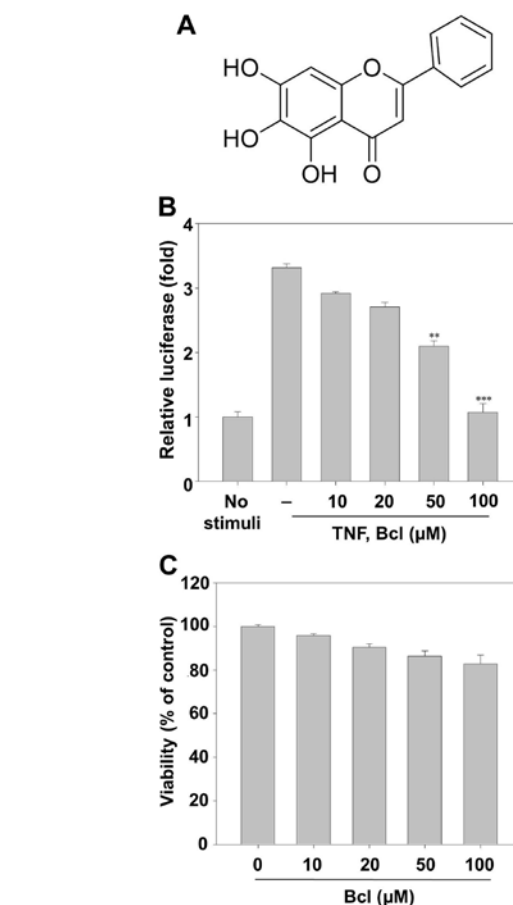 A
HO
O
HO
OH
O
B
Relative luciferase (fold)
4
3
2
1
0
**
***
No stimuli
–
10
20
50
100
TNF, Bcl (μM)
C
Viability (% of control)
120
100
80
60
40
20
0
0
10
20
50
100
Bcl (μM)